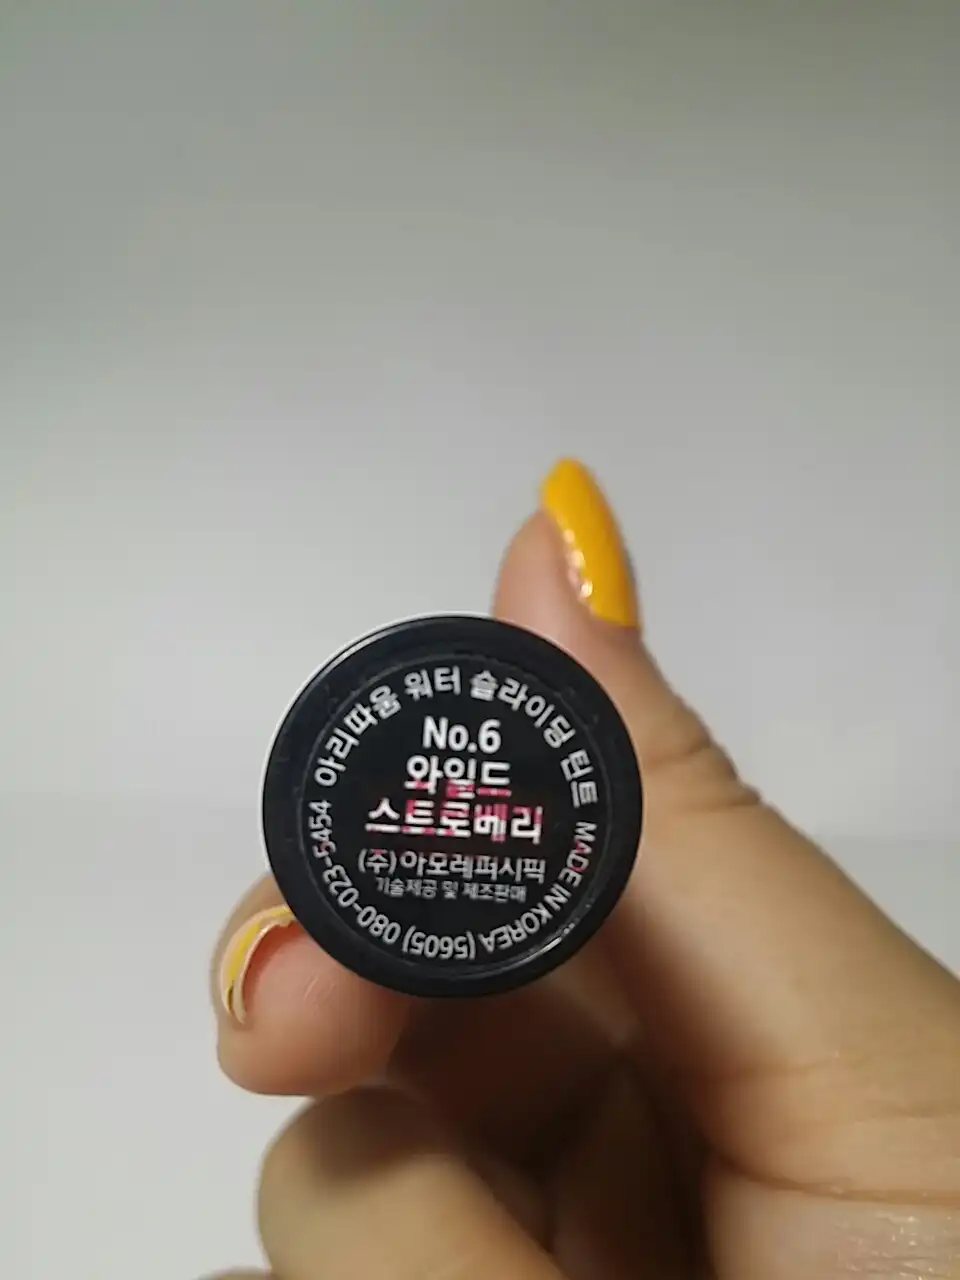 아리따움 워터 슬라이딩 틴트
No.6
와일드
스트로베리
(주)아모레퍼시픽
기술제공 및 제조판매
MADE IN KOREA (5605) 080-023-5454